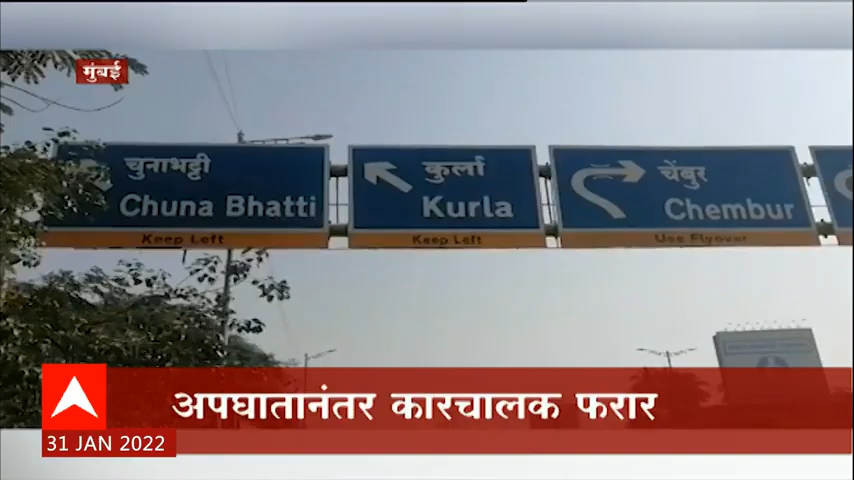 मुंबई
चुनाभट्टी
Chuna Bhatti
Keep Left
कुर्ला
Kurla
Keep Left
चेंबुर
Chembur
Use Flyover
अपघातानंतर कारचालक फरार
31 JAN 2022